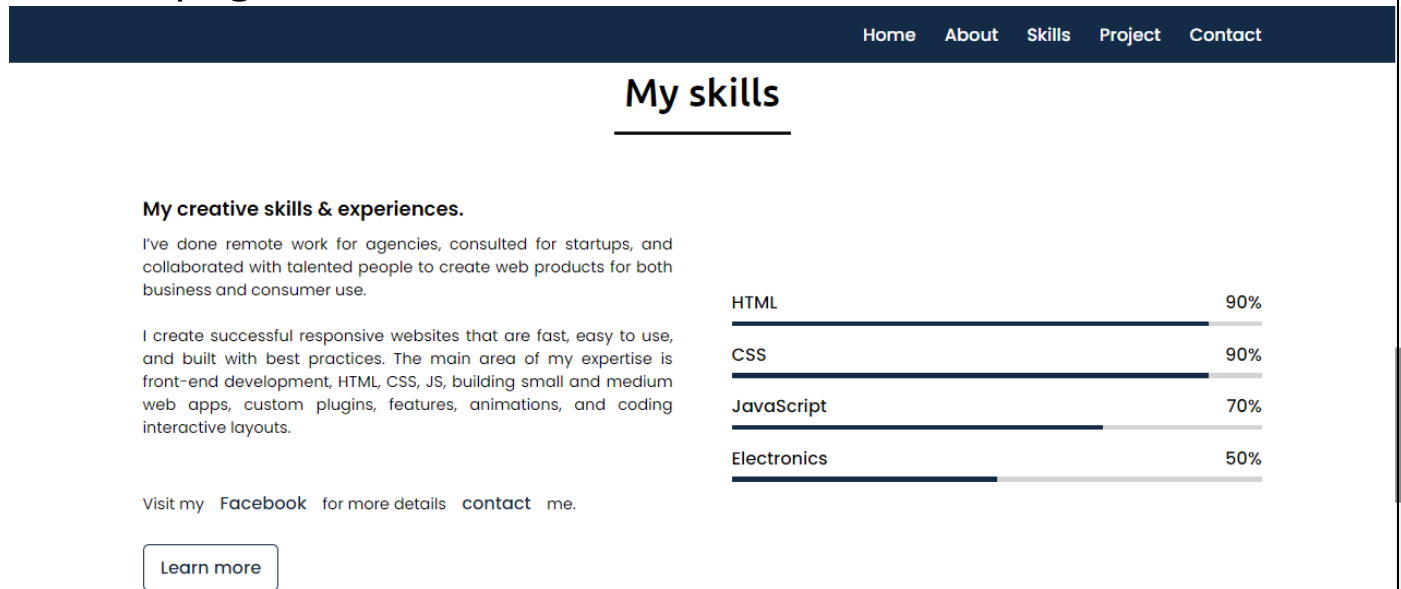 Home About Skills Project Contact
My skills
My creative skills & experiences.
I've done remote work for agencies, consulted for startups, and
collaborated with talented people to create web products for both
business and consumer use.
I create successful responsive websites that are fast, easy to use,
and built with best practices. The main area of my expertise is
front-end development, HTML, CSS, JS, building small and medium
web apps, custom plugins, features, animations, and coding
interactive layouts.
Visit my Facebook for more details contact me.
Learn more
HTML 90%
CSS 90%
JavaScript 70%
Electronics 50%